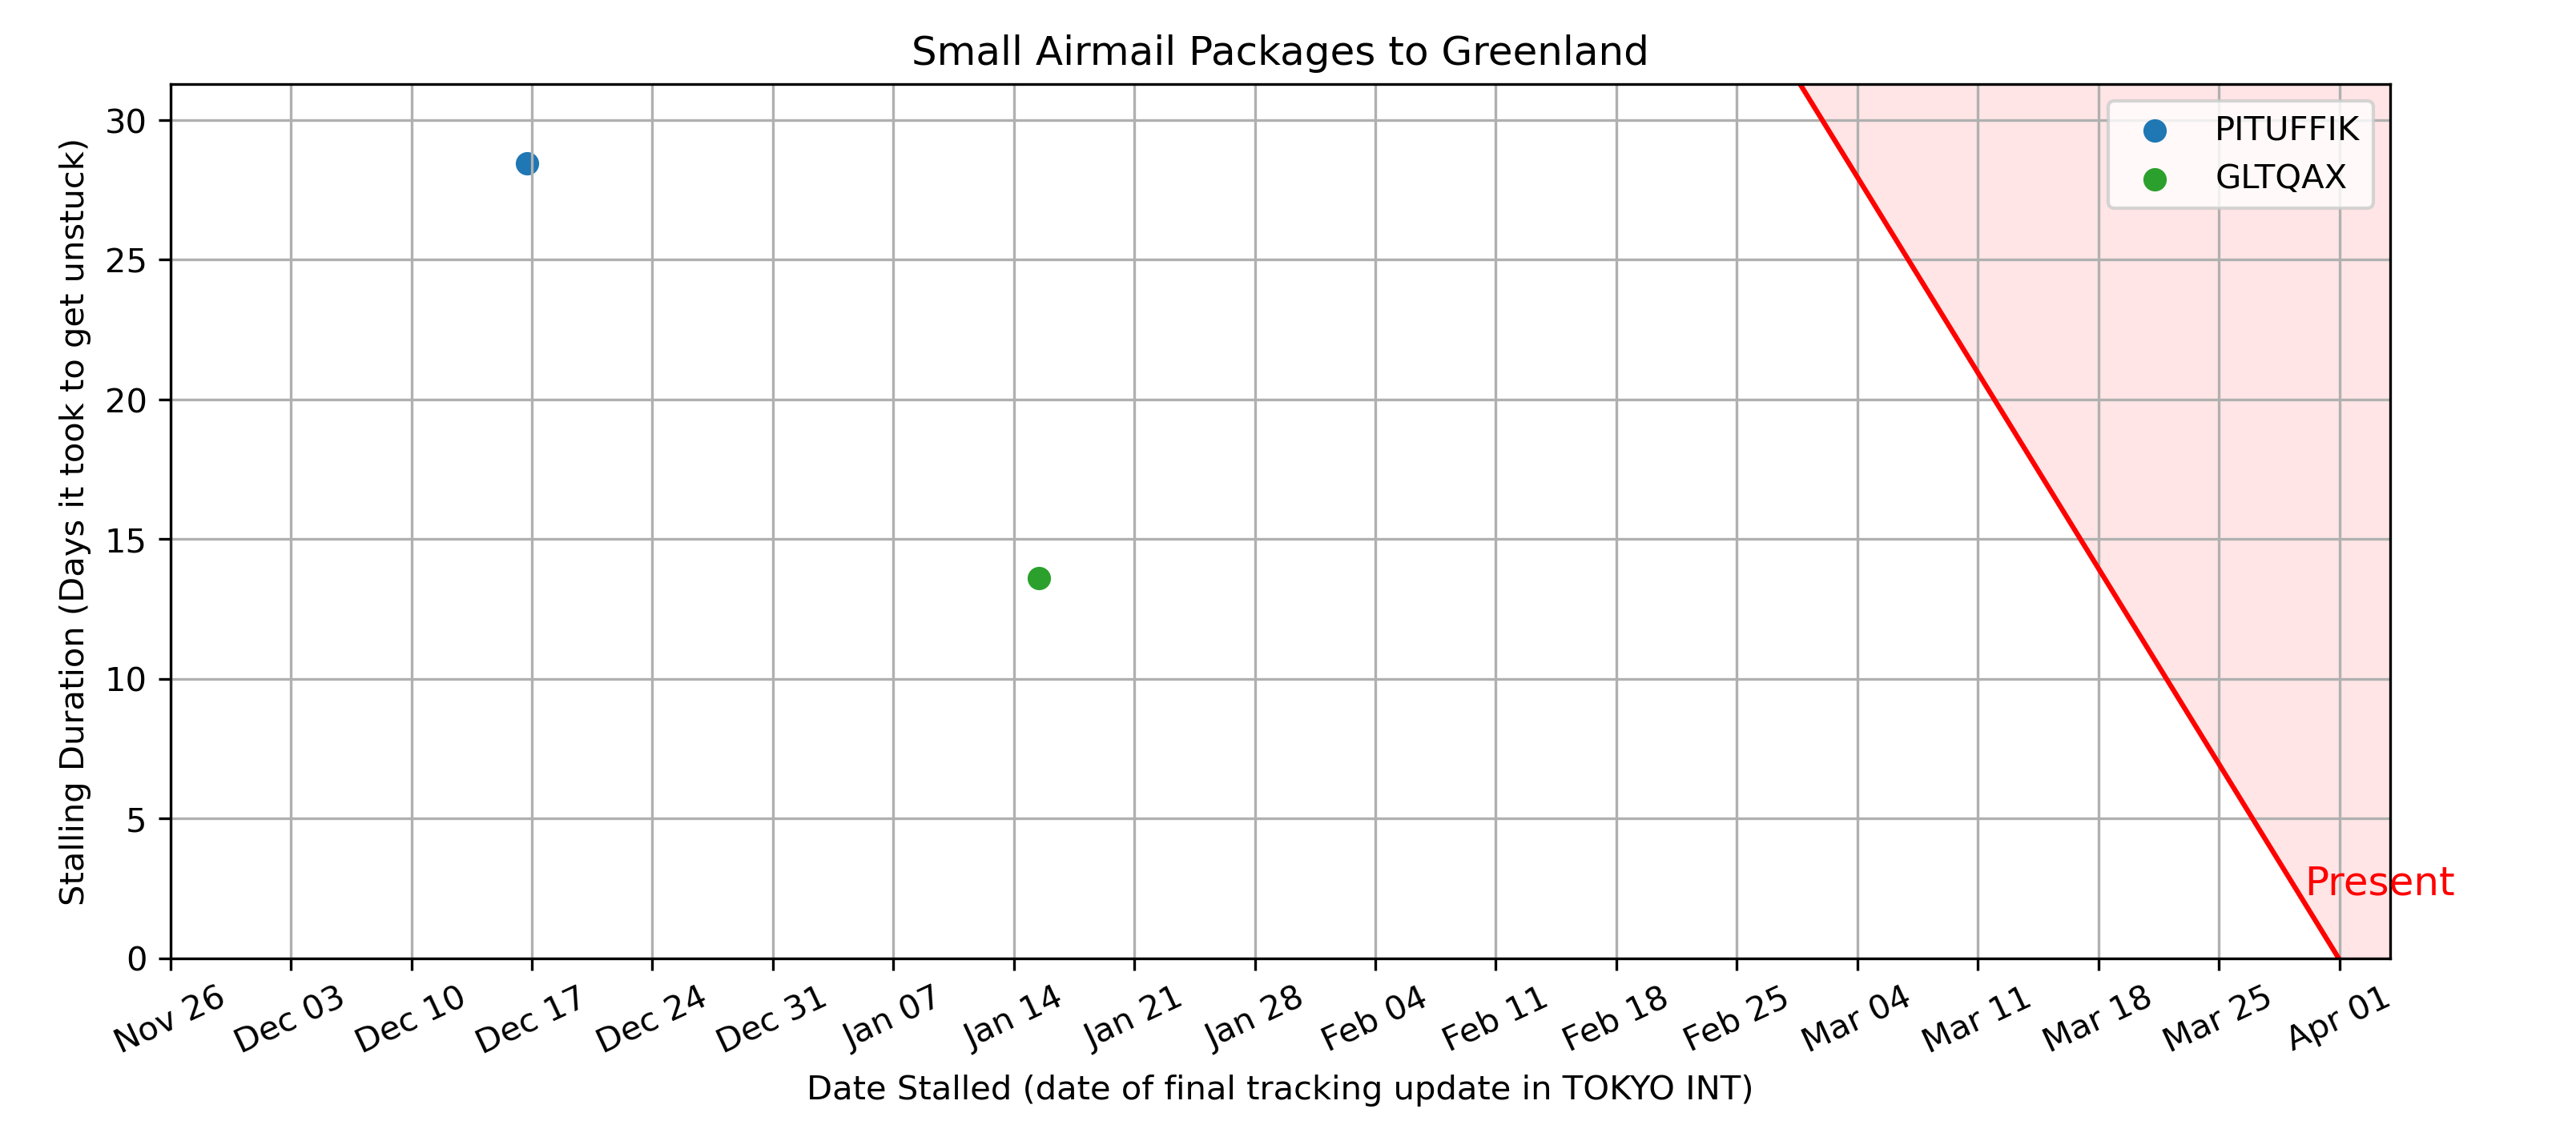 Small Airmail Packages to Greenland
PITUFFIK
GLTQAX
Stalling Duration (Days it took to get unstuck)
30
25
20
15
10
5
0
Present
Nov 26
Dec 03
Dec 10
Dec 17
Dec 24
Dec 31
Jan 07
Jan 14
Jan 21
Jan 28
Feb 04
Feb 11
Feb 18
Feb 25
Mar 04
Mar 11
Mar 18
Mar 25
Apr 01
Date Stalled (date of final tracking update in TOKYO INT)